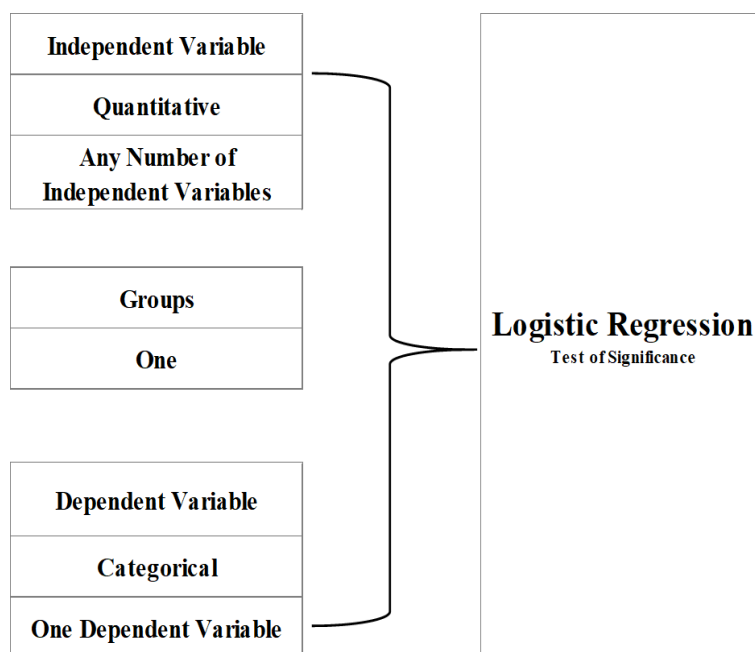 Independent Variable
Quantitative
Any Number of
Independent Variables
Groups
One
Dependent Variable
Categorical
One Dependent Variable
Logistic Regression
Test of Significance